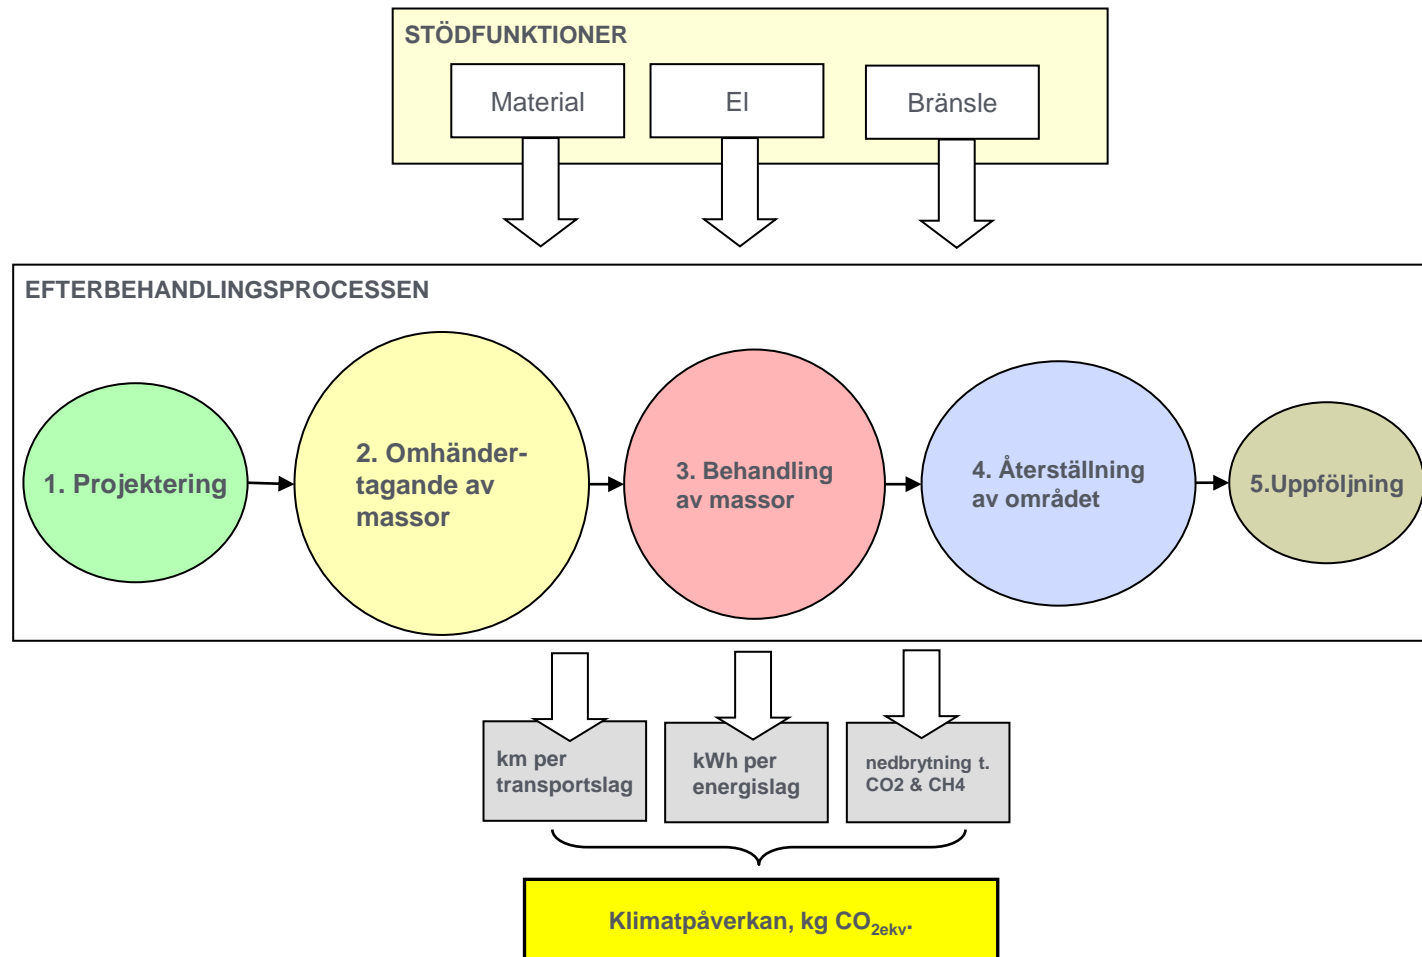 STÖDFUNKTIONER
Material
El
Bränsle
EFTERBEHANDLINGSPROCESSEN
1. Projektering
2. Omhänder-
tagande av
massor
3. Behandling
av massor
4. Återställning
av området
5.Uppföljning
km per
transportslag
kWh per
energislag
nedbrytning t.
CO2 & CH4
Klimatpåverkan, kg CO2ekv.